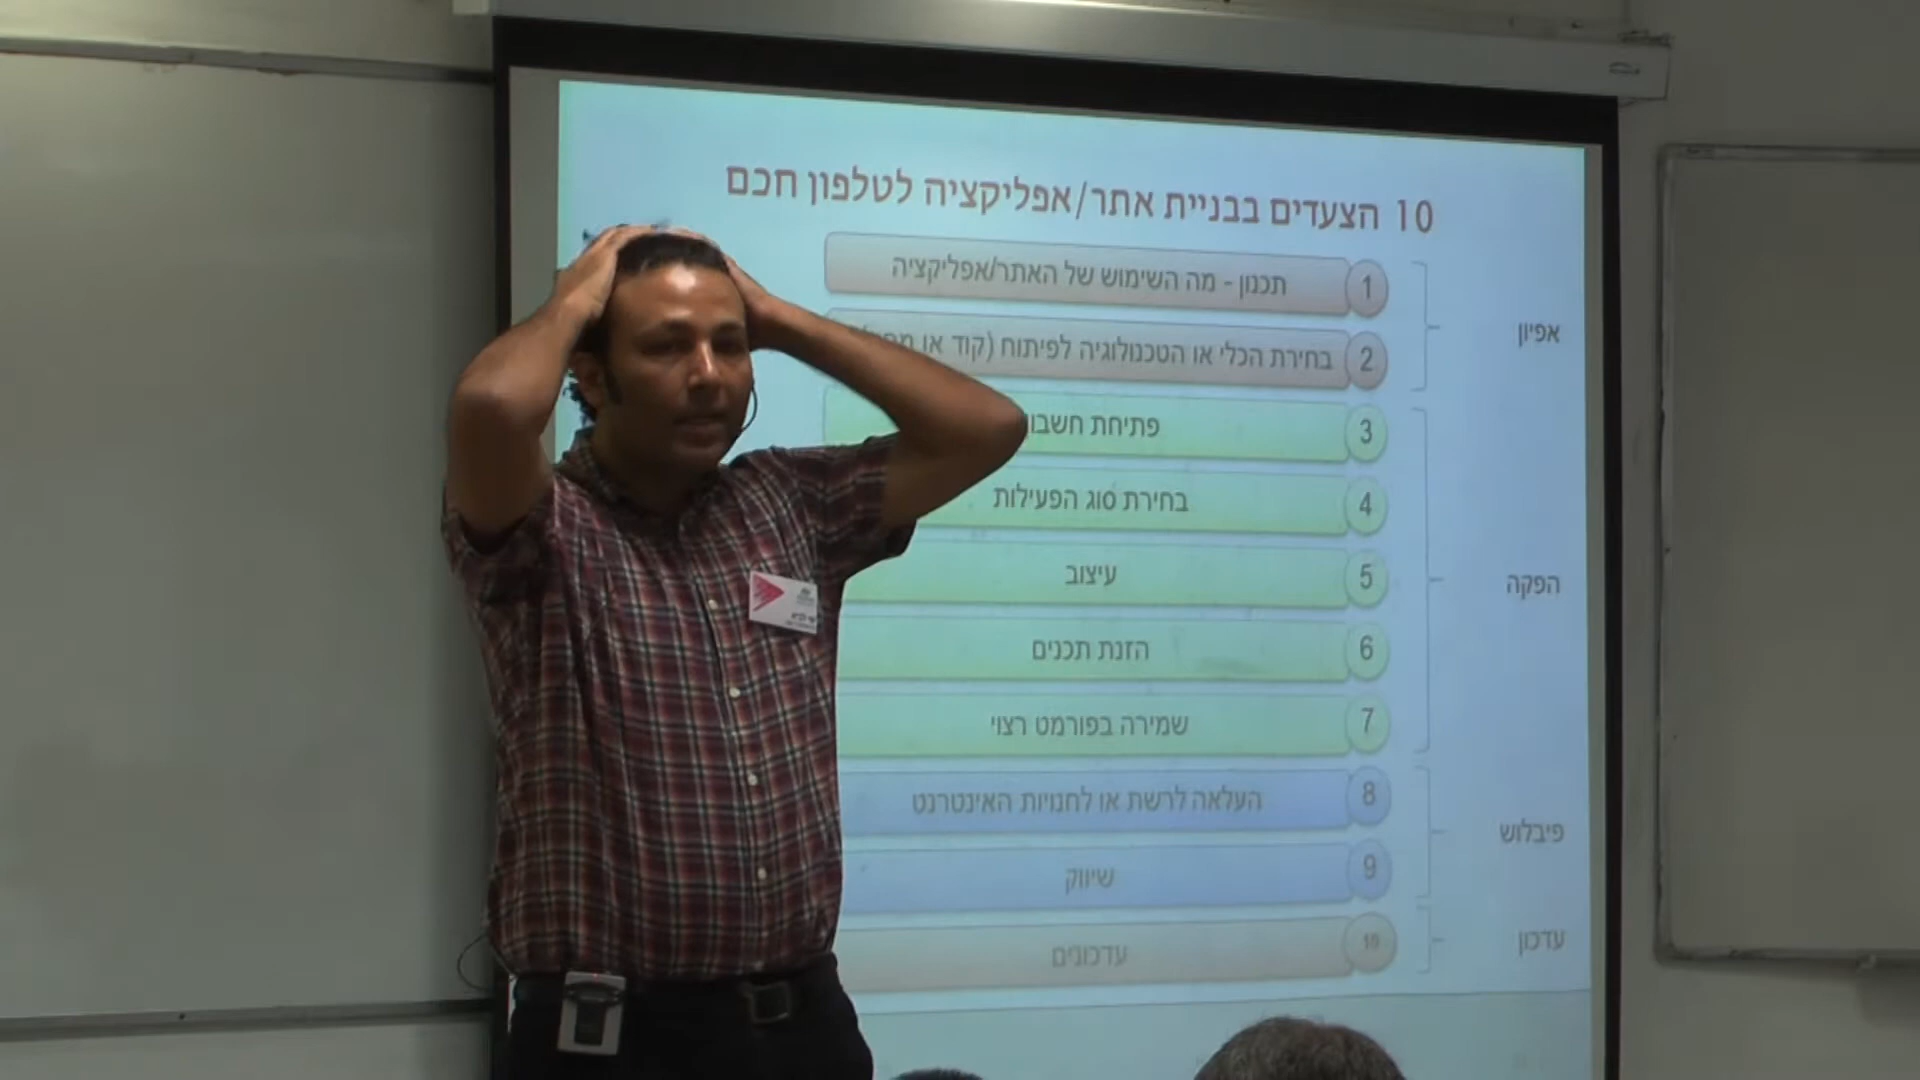 10 הצעדים בבניית אתר/אפליקציה לטלפון חכם
1 תכנון - מה השימוש של האתר/אפליקציה
אפיון
2 בחירת הכלי או הטכנולוגיה לפיתוח (קוד או
3 פתיחת
4 בחירת סוג הפעילות
5 עיצוב
הפקה
6 הזנת תכנים
7 שמירה בפורמט רצוי
8 העלאה לרשת או לחנויות האינטרנט
פיבלוש
9 שיווק
10 עדכונים
עדכון